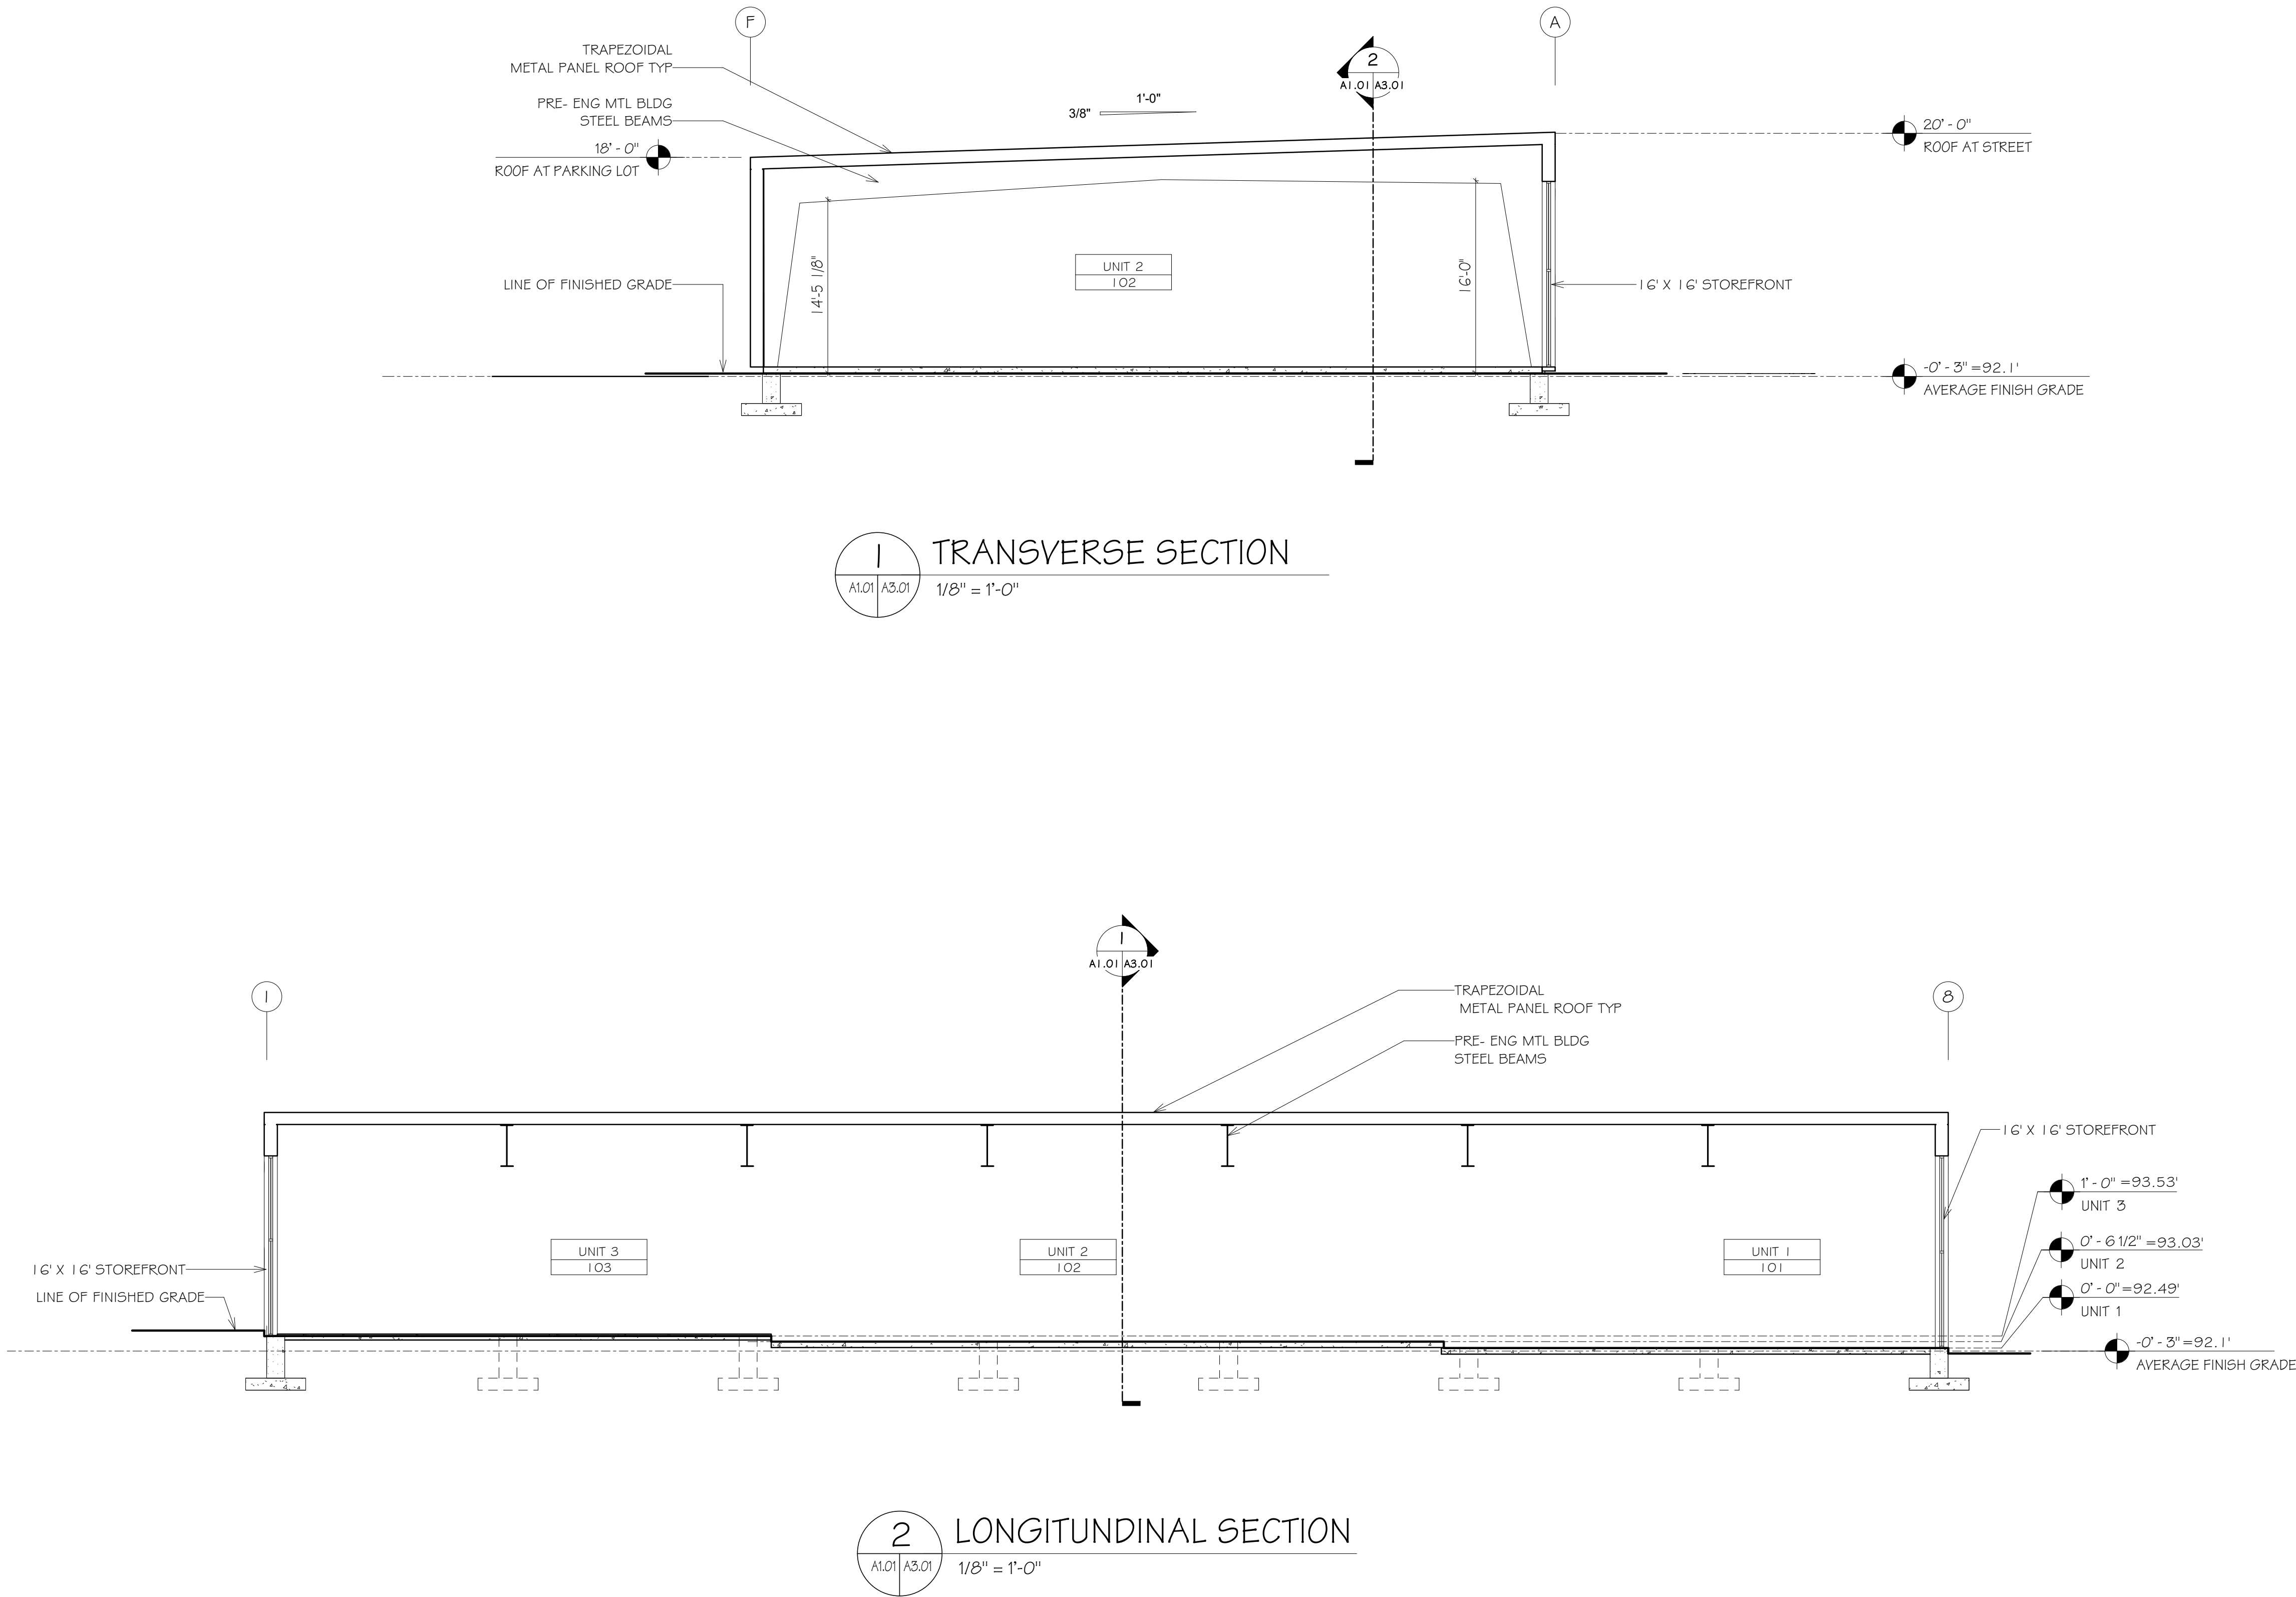 F
A
TRAPEZOIDAL
METAL PANEL ROOF TYP
2
A1.01 A3.01
PRE- ENG MTL BLDG
STEEL BEAMS
1'-0"
3/8"
18' - 0"
ROOF AT PARKING LOT
20' - 0"
ROOF AT STREET
UNIT 2
102
14'-5 1/8"
16'-0"
LINE OF FINISHED GRADE
16' X 16' STOREFRONT
-0' - 3" =92.1'
AVERAGE FINISH GRADE
1
A1.01 A3.01
TRANSVERSE SECTION
1/8" = 1'-0"
1
A1.01 A3.01
1
8
TRAPEZOIDAL
METAL PANEL ROOF TYP
PRE- ENG MTL BLDG
STEEL BEAMS
16' X 16' STOREFRONT
1' - 0" =93.53'
UNIT 3
0' - 6 1/2" =93.03'
UNIT 2
0' - 0"=92.49'
UNIT 1
UNIT 3
103
UNIT 2
102
UNIT 1
101
16' X 16' STOREFRONT
LINE OF FINISHED GRADE
-0' - 3"=92.1'
AVERAGE FINISH GRADE
2
A1.01 A3.01
LONGITUNDINAL SECTION
1/8" = 1'-0"